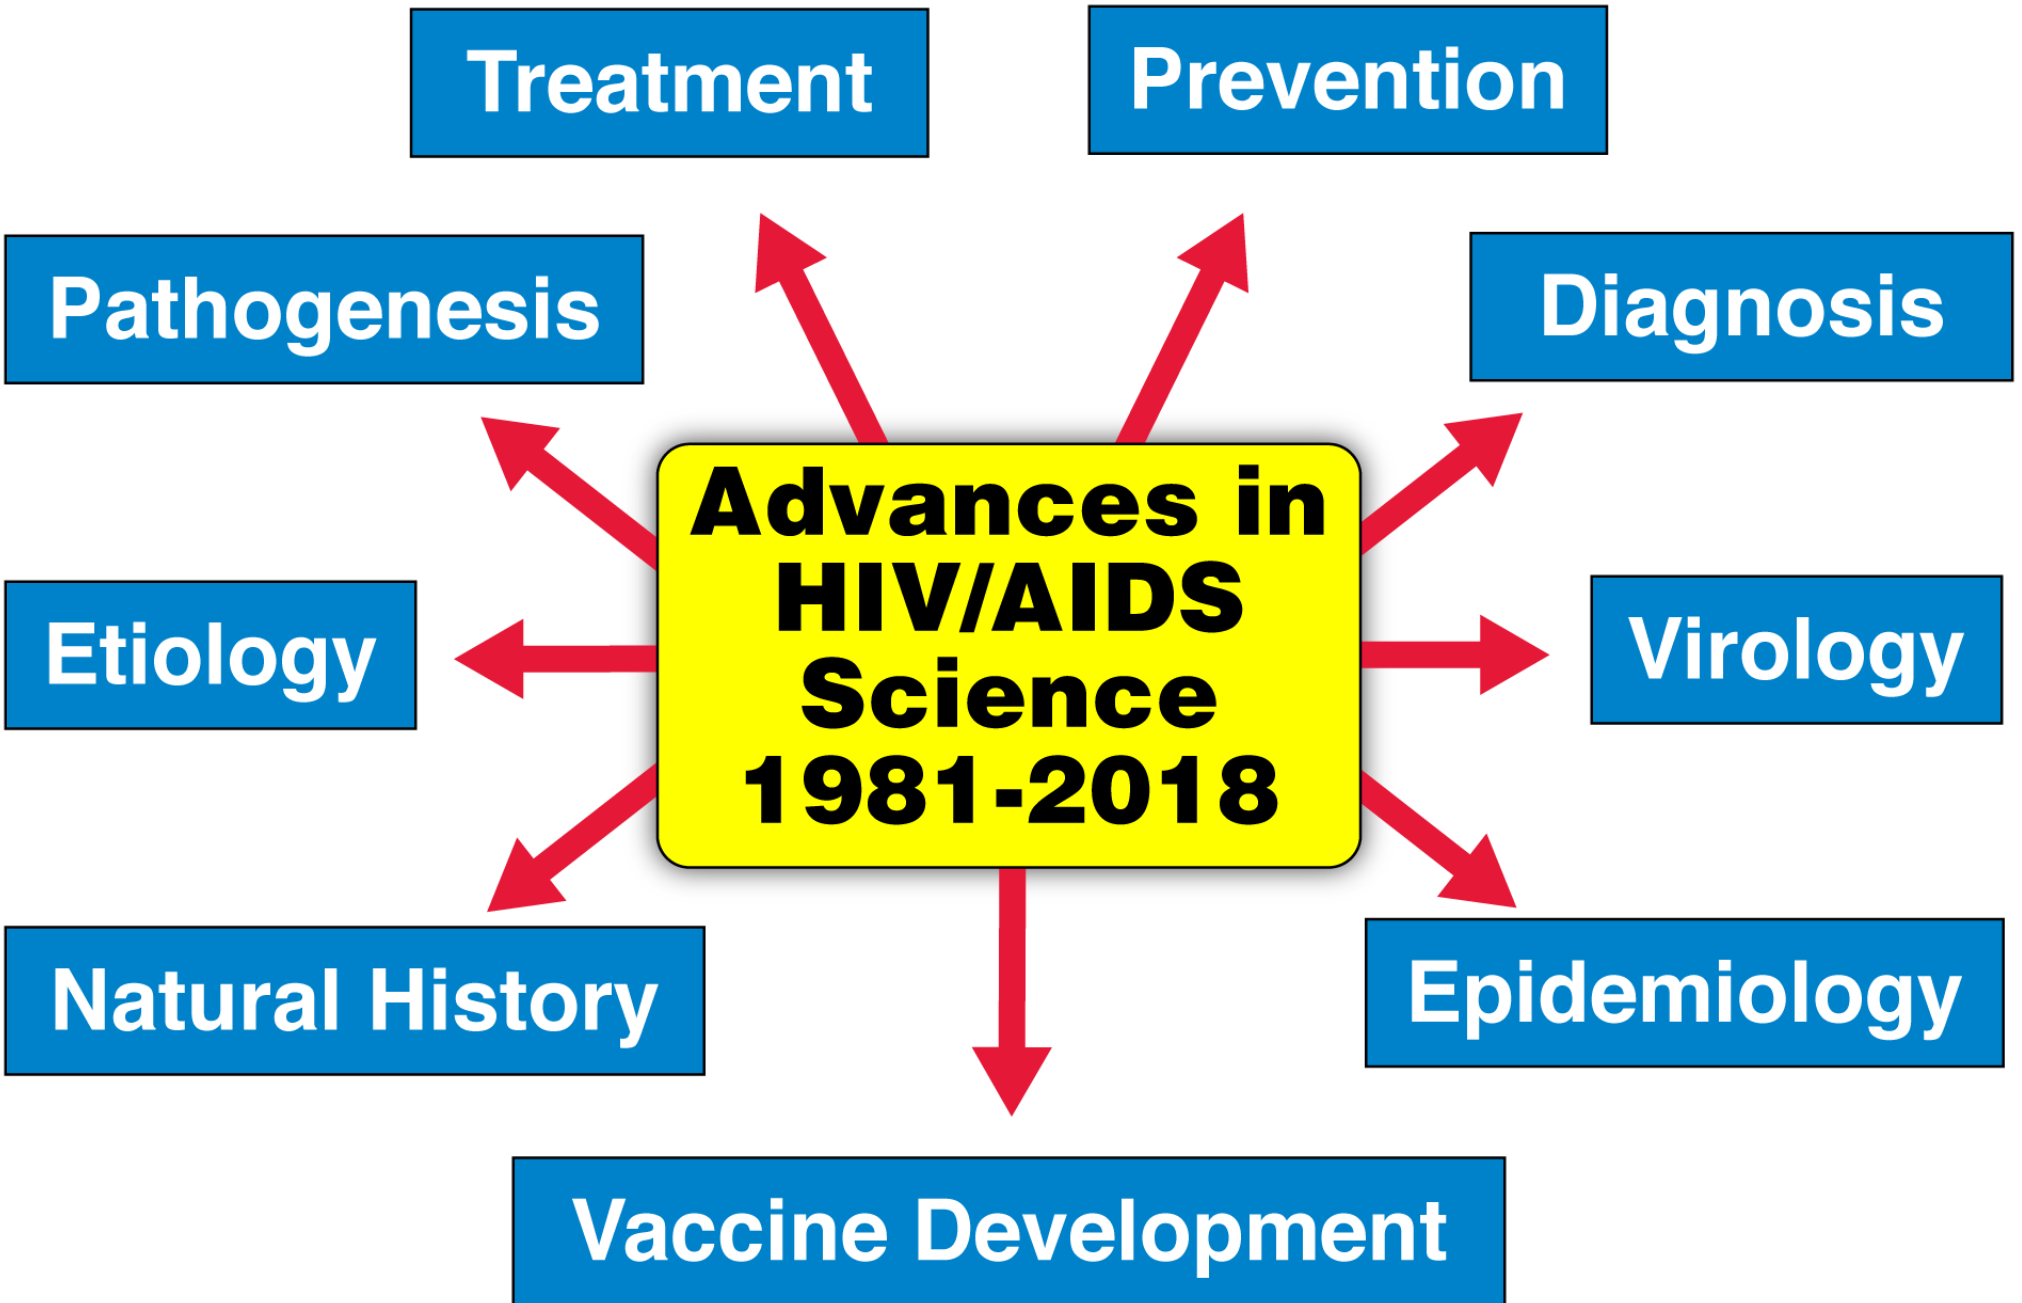 Treatment
Prevention
Pathogenesis
Diagnosis
Advances in
HIV/AIDS
Science
1981-2018
Etiology
Virology
Natural History
Epidemiology
Vaccine Development